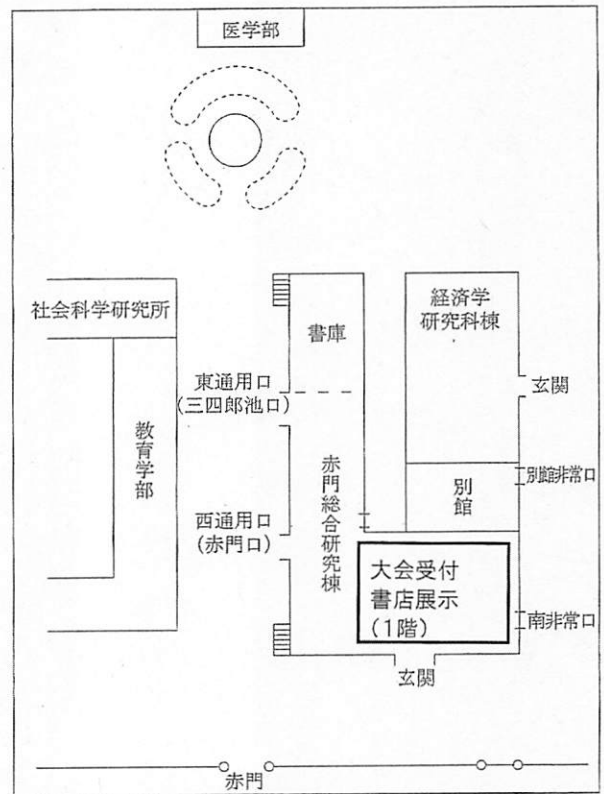 医学部
社会科学研究所
教育学部
書庫
東通用口
(三四郎池口)
西通用口
(赤門口)
赤門総合研究棟
経済学
研究科棟
玄関
別館
別館非常口
大会受付
書店展示
(1階)
南非常口
玄関
赤門